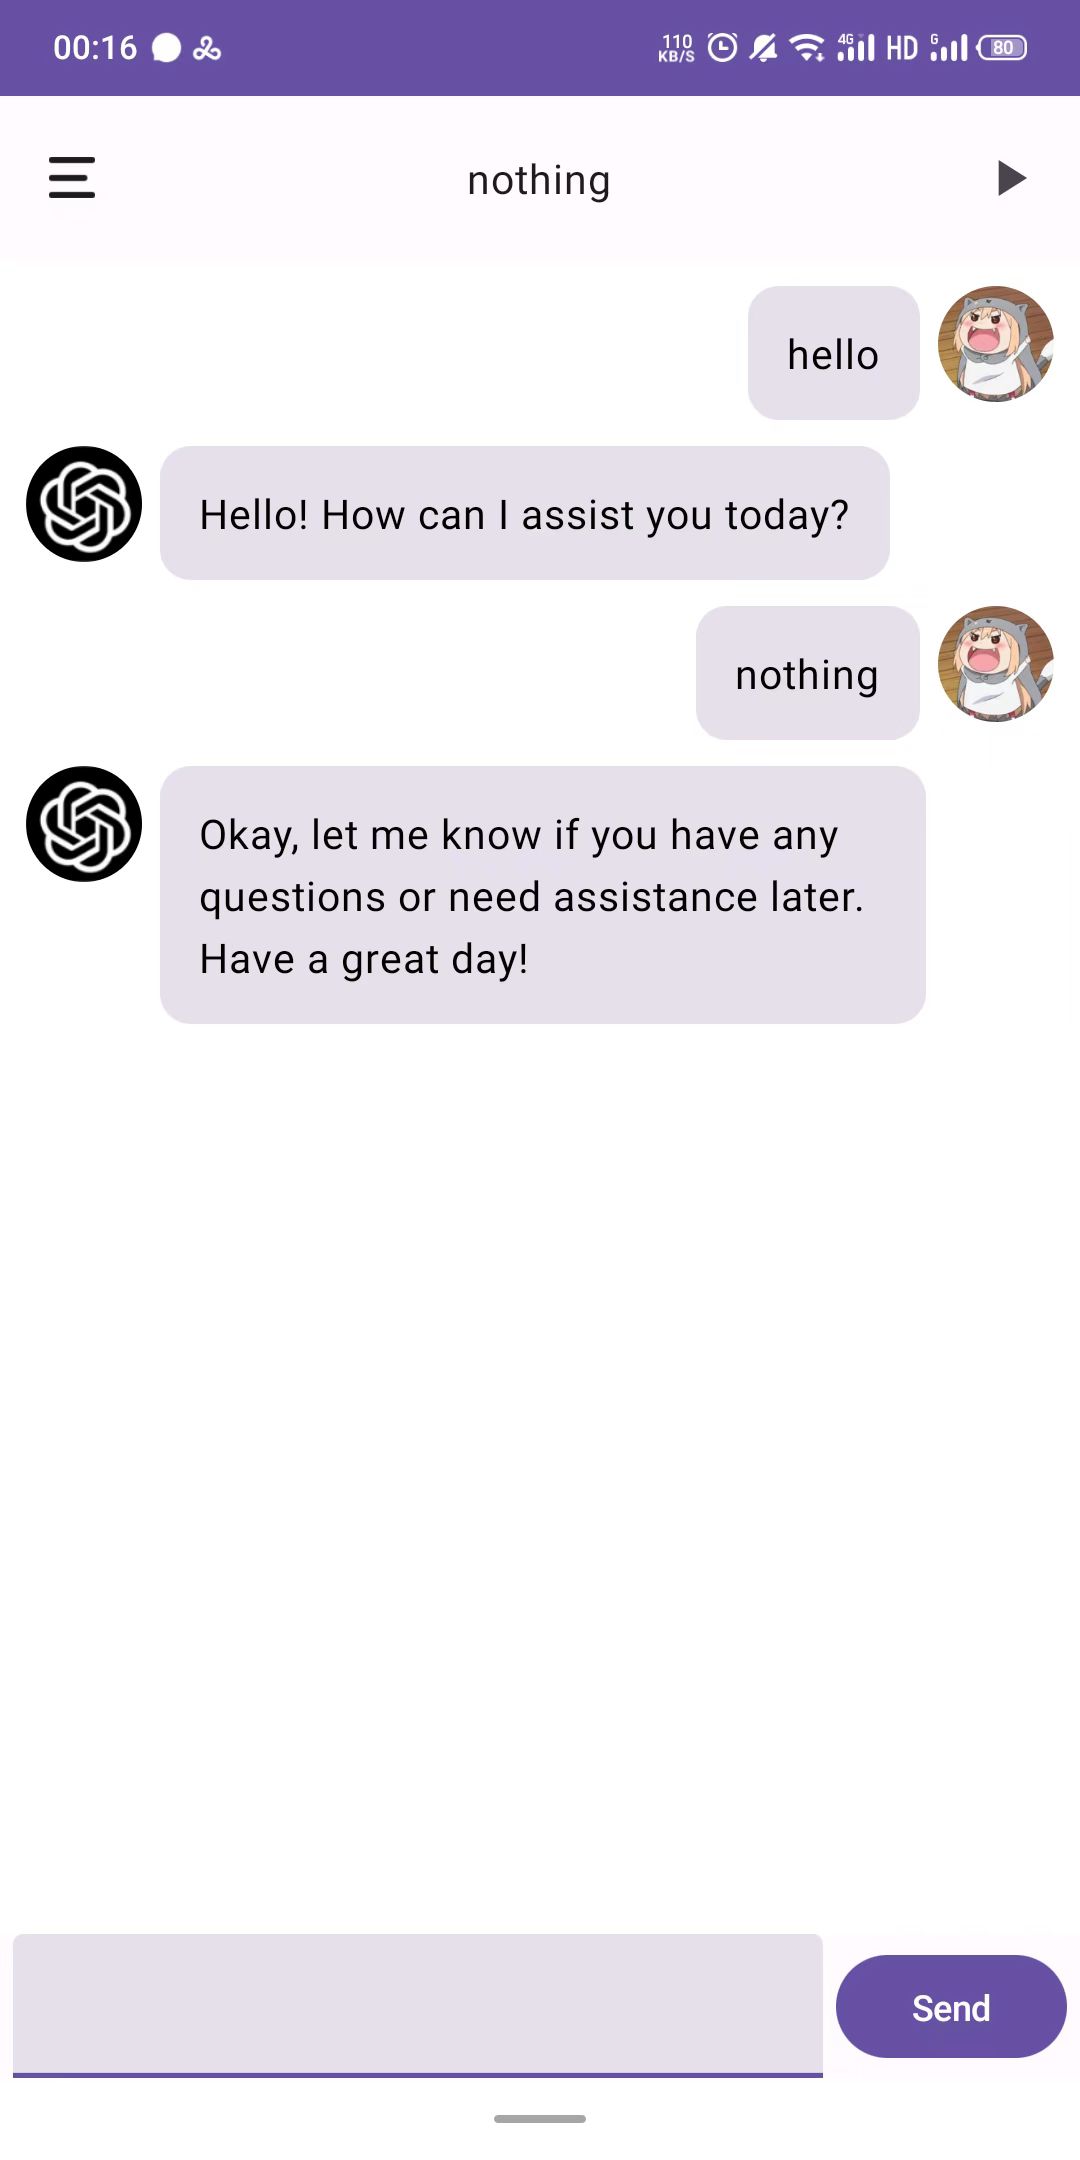 00:16 110 KB/S 4G HD G 80
nothing
hello
Hello! How can I assist you today?
nothing
Okay, let me know if you have any
questions or need assistance later.
Have a great day!
Send